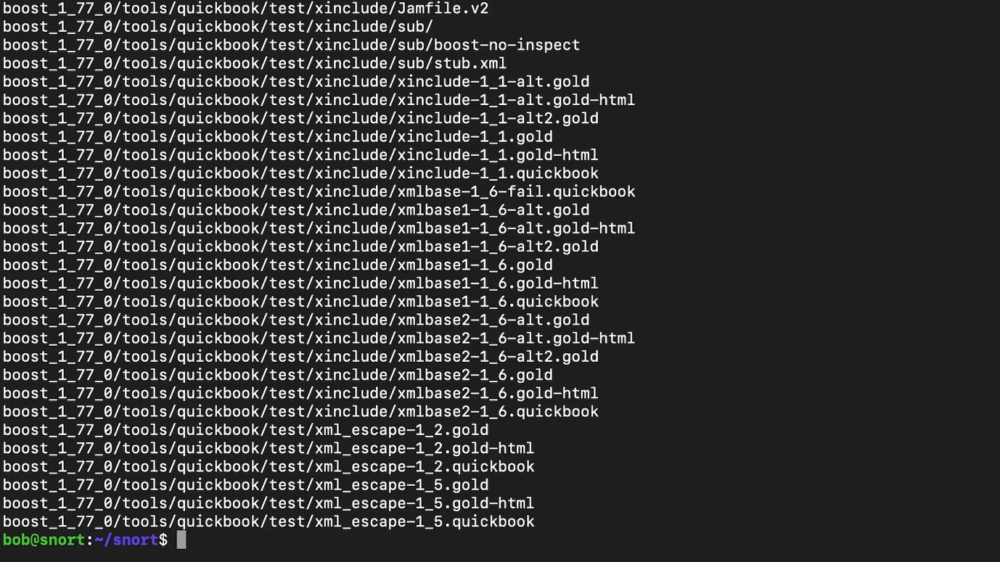 boost_1_77_0/tools/quickbook/test/xinclude/Jamfile.v2
boost_1_77_0/tools/quickbook/test/xinclude/sub/
boost_1_77_0/tools/quickbook/test/xinclude/sub/boost-no-inspect
boost_1_77_0/tools/quickbook/test/xinclude/sub/stub.xml
boost_1_77_0/tools/quickbook/test/xinclude/xinclude-1_1-alt.gold
boost_1_77_0/tools/quickbook/test/xinclude/xinclude-1_1-alt.gold-html
boost_1_77_0/tools/quickbook/test/xinclude/xinclude-1_1-alt2.gold
boost_1_77_0/tools/quickbook/test/xinclude/xinclude-1_1.gold
boost_1_77_0/tools/quickbook/test/xinclude/xinclude-1_1.gold-html
boost_1_77_0/tools/quickbook/test/xinclude/xinclude-1_1.quickbook
boost_1_77_0/tools/quickbook/test/xinclude/xmlbase-1_6-fail.quickbook
boost_1_77_0/tools/quickbook/test/xinclude/xmlbase1-1_6-alt.gold
boost_1_77_0/tools/quickbook/test/xinclude/xmlbase1-1_6-alt.gold-html
boost_1_77_0/tools/quickbook/test/xinclude/xmlbase1-1_6-alt2.gold
boost_1_77_0/tools/quickbook/test/xinclude/xmlbase1-1_6.gold
boost_1_77_0/tools/quickbook/test/xinclude/xmlbase1-1_6.gold-html
boost_1_77_0/tools/quickbook/test/xinclude/xmlbase1-1_6.quickbook
boost_1_77_0/tools/quickbook/test/xinclude/xmlbase2-1_6-alt.gold
boost_1_77_0/tools/quickbook/test/xinclude/xmlbase2-1_6-alt.gold-html
boost_1_77_0/tools/quickbook/test/xinclude/xmlbase2-1_6-alt2.gold
boost_1_77_0/tools/quickbook/test/xinclude/xmlbase2-1_6.gold
boost_1_77_0/tools/quickbook/test/xinclude/xmlbase2-1_6.gold-html
boost_1_77_0/tools/quickbook/test/xinclude/xmlbase2-1_6.quickbook
boost_1_77_0/tools/quickbook/test/xml_escape-1_2.gold
boost_1_77_0/tools/quickbook/test/xml_escape-1_2.gold-html
boost_1_77_0/tools/quickbook/test/xml_escape-1_2.quickbook
boost_1_77_0/tools/quickbook/test/xml_escape-1_5.gold
boost_1_77_0/tools/quickbook/test/xml_escape-1_5.gold-html
boost_1_77_0/tools/quickbook/test/xml_escape-1_5.quickbook
bob@snort:~/snort$